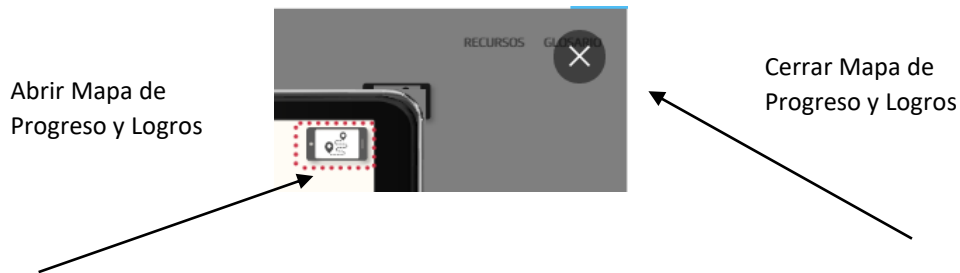 RECURSOS GLOSARIO
Abrir Mapa de
Progreso y Logros
Cerrar Mapa de
Progreso y Logros